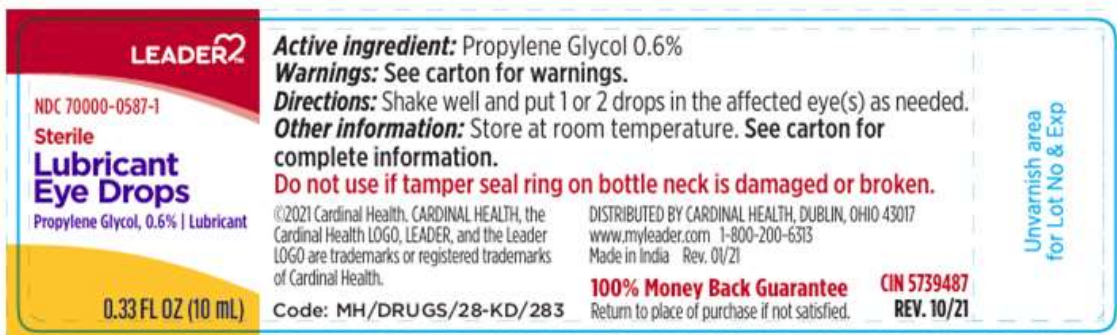 LEADER
NDC 70000-0587-1
Sterile
Lubricant
Eye Drops
Propylene Glycol, 0.6% | Lubricant
0.33 FL OZ (10 mL)
Active ingredient: Propylene Glycol 0.6%
Warnings: See carton for warnings.
Directions: Shake well and put 1 or 2 drops in the affected eye(s) as needed.
Other information: Store at room temperature. See carton for
complete information.
Do not use if tamper seal ring on bottle neck is damaged or broken.
©2021 Cardinal Health. CARDINAL HEALTH, the
Cardinal Health LOGO, LEADER, and the Leader
LOGO are trademarks or registered trademarks
of Cardinal Health.
Code: MH/DRUGS/28-KD/283
DISTRIBUTED BY CARDINAL HEALTH, DUBLIN, OHIO 43017
www.myleader.com 1-800-200-6313
Made in India Rev. 01/21
100% Money Back Guarantee
Return to place of purchase if not satisfied.
CIN 5739487
REV. 10/21
Unvarnish area
for Lot No & Exp